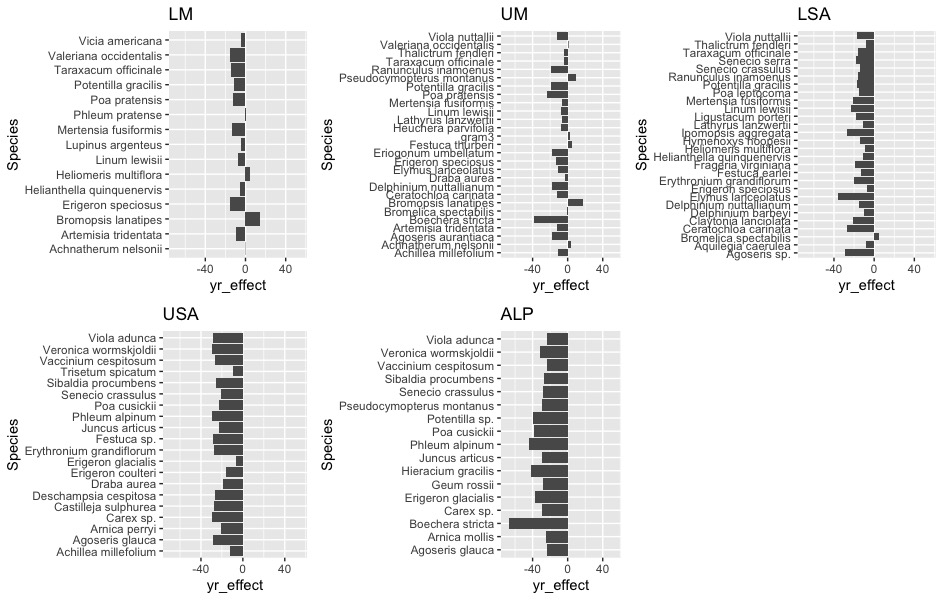 LM
Species
Vicia americana
Valeriana occidentalis
Taraxacum officinale
Potentilla gracilis
Poa pratensis
Phleum pratense
Mertensia fusiformis
Lupinus argenteus
Linum lewisii
Heliomeris multiflora
Helianthella quinquenervis
Erigeron speciosus
Bromopsis lanatipes
Artemisia tridentata
Achnatherum nelsonii
-40 0 40
yr_effect
UM
Species
Viola nuttallii
Valeriana occidentalis
Thalictrum fendleri
Taraxacum officinale
Ranunculus inamoenus
Pseudocymopterus montanus
Potentilla gracilis
Poa pratensis
Mertensia fusiformis
Linum lewisii
Lathyrus lanzwertii
Heuchera parvifolia
gram3
Festuca thurberi
Eriogonum umbellatum
Erigeron speciosus
Elymus lanceolatus
Draba aurea
Delphinium nuttallianum
Ceratochloa carinata
Bromopsis lanatipes
Bromelica spectabilis
Boechera stricta
Artemisia tridentata
Agoseris aurantiaca
Achnatherum nelsonii
Achillea millefolium
-40 0 40
yr_effect
LSA
Species
Viola nuttallii
Thalictrum fendleri
Taraxacum officinale
Senecio serra
Senecio crassulus
Ranunculus inamoenus
Potentilla gracilis
Poa leptocoma
Mertensia fusiformis
Linum lewisii
Ligustacum porteri
Lathyrus lanzwertii
Ipomopsis aggregata
Hymenoxys hoopesii
Heliomeris multiflora
Helianthella quinquenervis
Frageria virginiana
Festuca earlei
Erythronium grandiflorum
Erigeron speciosus
Elymus lanceolatus
Delphinium nuttallianum
Delphinium barbeyi
Claytonia lanciolata
Ceratochloa carinata
Bromelica spectabilis
Aquilegia caerulea
Agoseris sp.
-40 0 40
yr_effect
USA
Species
Viola adunca
Veronica wormskjoldii
Vaccinium cespitosum
Trisetum spicatum
Sibaldia procumbens
Senecio crassulus
Poa cusickii
Phleum alpinum
Juncus articus
Festuca sp.
Erythronium grandiflorum
Erigeron glacialis
Erigeron coulteri
Draba aurea
Deschampsia cespitosa
Castilleja sulphurea
Carex sp.
Arnica perryi
Agoseris glauca
Achillea millefolium
-40 0 40
yr_effect
ALP
Species
Viola adunca
Veronica wormskjoldii
Vaccinium cespitosum
Sibaldia procumbens
Senecio crassulus
Pseudocymopterus montanus
Potentilla sp.
Poa cusickii
Phleum alpinum
Juncus articus
Hieracium gracilis
Geum rossii
Erigeron glacialis
Carex sp.
Boechera stricta
Arnica mollis
Agoseris glauca
-40 0 40
yr_effect